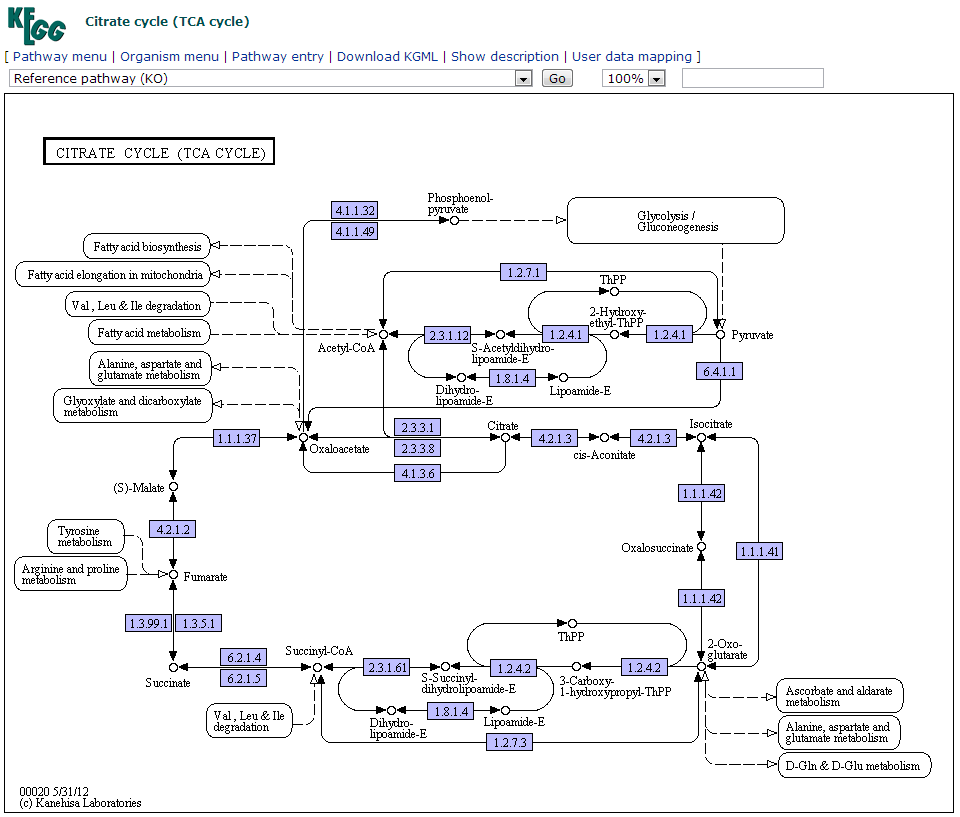 KEGG
Citrate cycle (TCA cycle)
[ Pathway menu | Organism menu | Pathway entry | Download KGML | Show description | User data mapping ]
Reference pathway (KO)
Go
100%
CITRATE CYCLE (TCA CYCLE)
Phosphoenol-
pyruvate
4.1.1.32
4.1.1.49
Glycolysis /
Gluconeogenesis
Fatty acid biosynthesis
Fatty acid elongation in mitochondria
Val, Leu & Ile degradation
Fatty acid metabolism
Alanine, aspartate and
glutamate metabolism
Glyoxylate and dicarboxylate
metabolism
1.2.7.1
ThPP
2-Hydroxy-
ethyl-ThPP
Acetyl-CoA
2.3.1.12
S-Acetyldihydro-
lipoamide-E
1.2.4.1
1.2.4.1
Pyruvate
1.8.1.4
Dihydro-
lipoamide-E
Lipoamide-E
6.4.1.1
1.1.1.37
Oxaloacetate
2.3.3.1
2.3.3.8
4.1.3.6
Citrate
4.2.1.3
cis-Aconitate
4.2.1.3
Isocitrate
(S)-Malate
1.1.1.42
4.2.1.2
Tyrosine
metabolism
Arginine and proline
metabolism
Fumarate
Oxalosuccinate
1.1.1.41
1.1.1.42
1.3.99.1
1.3.5.1
ThPP
2-Oxo-
glutarate
Succinate
6.2.1.4
6.2.1.5
Succinyl-CoA
2.3.1.61
S-Succinyl-
dihydrolipoamide-E
1.2.4.2
3-Carboxy-
1-hydroxypropyl-ThPP
1.2.4.2
Val, Leu & Ile
degradation
1.8.1.4
Dihydro-
lipoamide-E
Lipoamide-E
1.2.7.3
Ascorbate and aldarate
metabolism
Alanine, aspartate and
glutamate metabolism
D-Gln & D-Glu metabolism
00020 5/31/12
(c) Kanehisa Laboratories